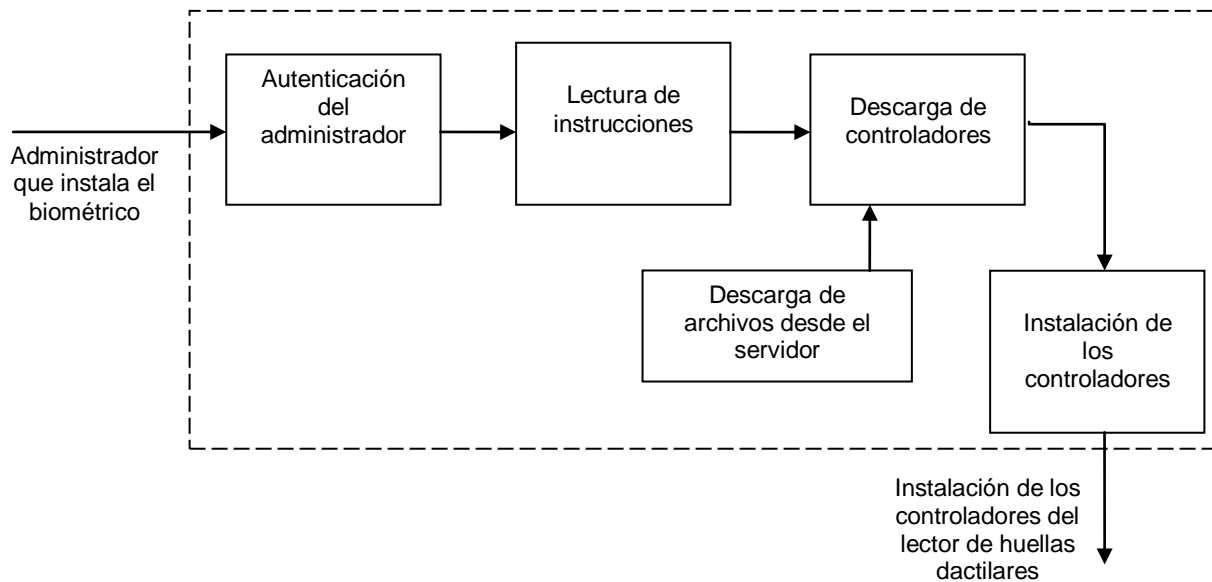 Autenticación
del
administrador
Lectura de
instrucciones
Descarga de
controladores
Administrador
que instala el
biométrico
Descarga de
archivos desde el
servidor
Instalación de
los
controladores
Instalación de los
controladores del
lector de huellas
dactilares